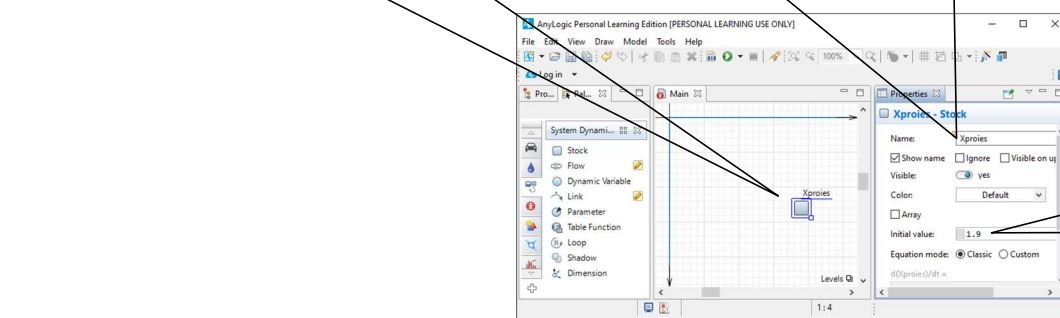 AnyLogic Personal Learning Edition [PERSONAL LEARNING USE ONLY]
File Edit View Draw Model Tools Help
100%
Log in
Pro... Pal... Main Properties
System Dynami... Xproies - Stock
Stock
Flow
Dynamic Variable
Link
Parameter
Table Function
Loop
Shadow
Dimension
Xproies
Levels
1:4
Name: Xproies
Show name Ignore Visible on up
Visible: yes
Color: Default
Array
Initial value: 1.9
Equation mode: Classic Custom
d(Xproies)/dt =